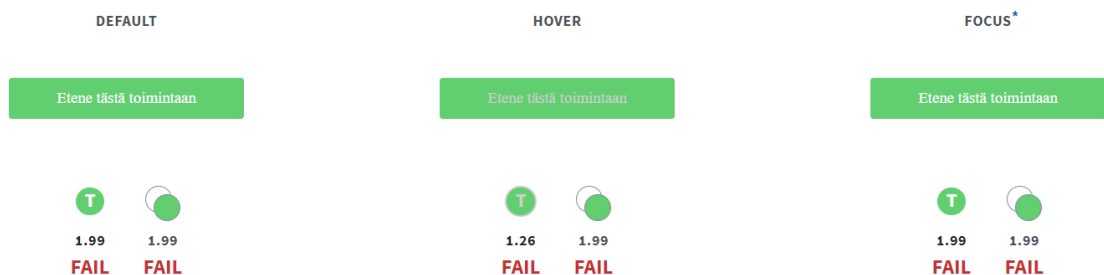 DEFAULT HOVER FOCUS*
Etene tästä toimintaan Etene tästä toimintaan Etene tästä toimintaan
T T T
1.99 1.99 1.26 1.99 1.99 1.99
FAIL FAIL FAIL FAIL FAIL FAIL